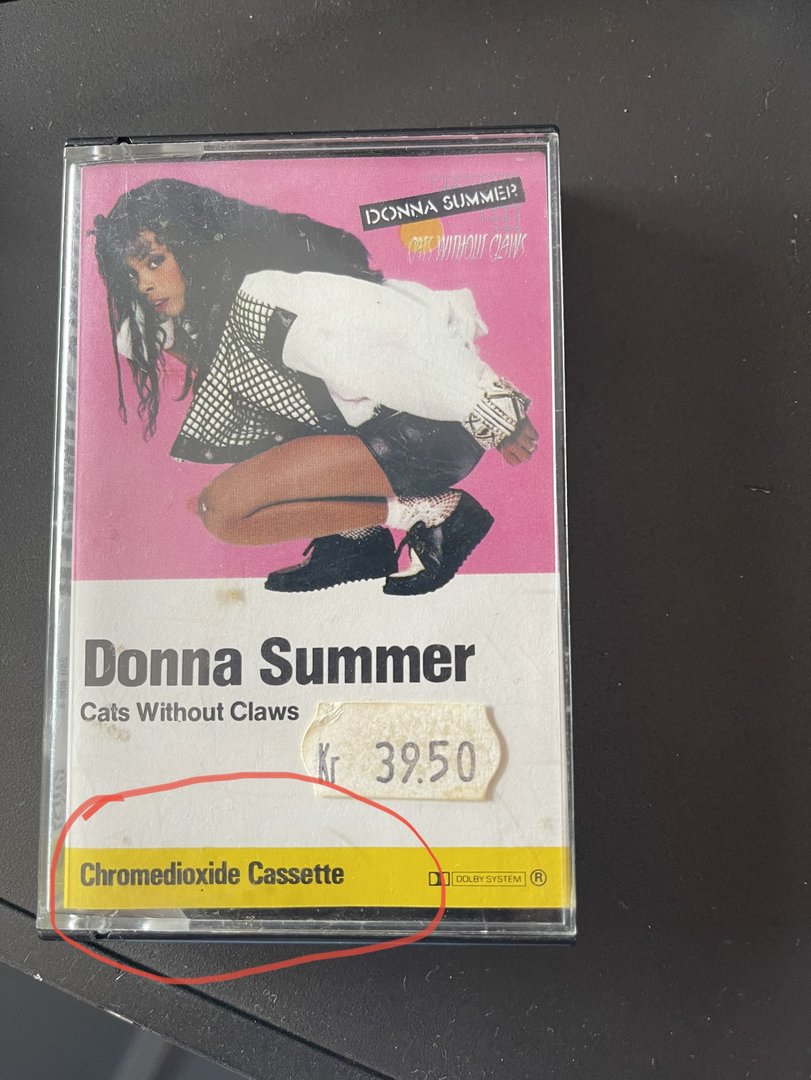 DONNA SUMMER
CATS WITHOUT CLAWS
Donna Summer
Cats Without Claws
Kr 39.50
Chromedioxide Cassette
DOLBY SYSTEM ®